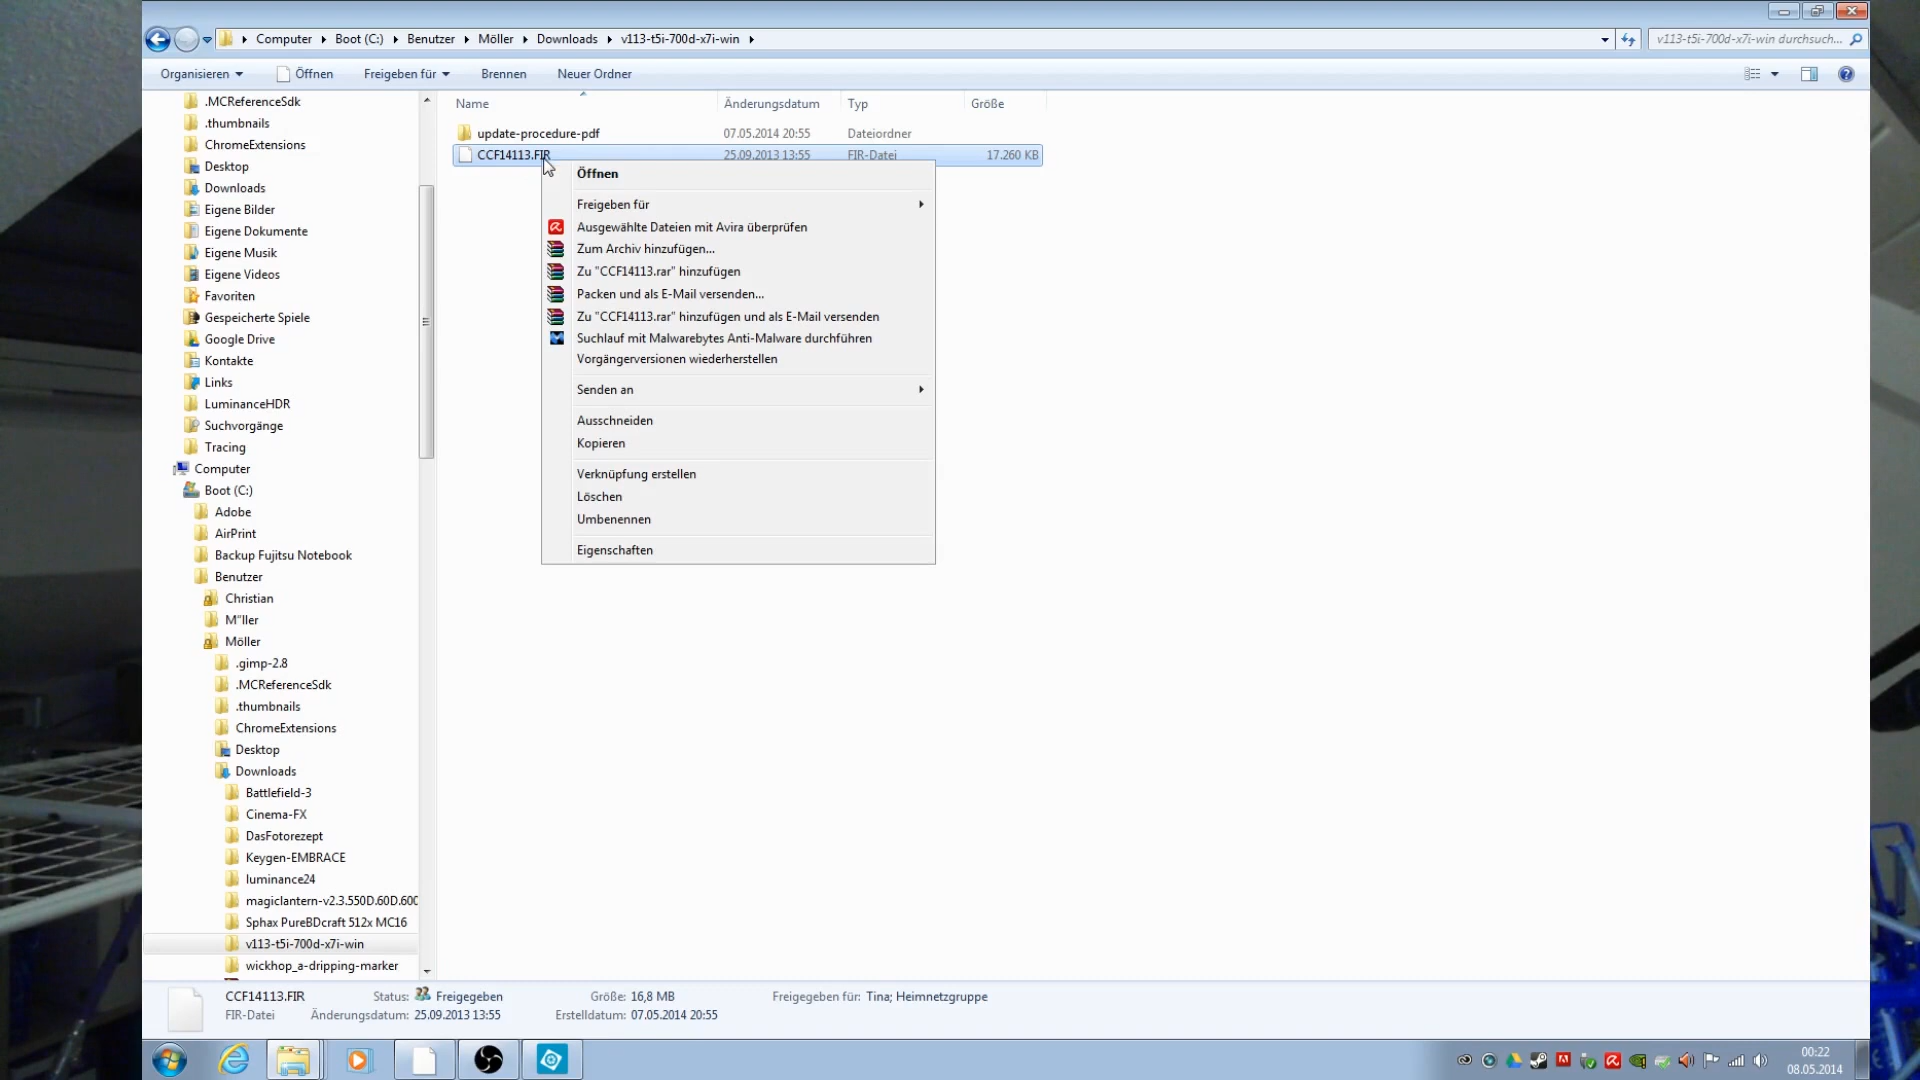 Computer Boot (C:) Benutzer Möller Downloads v113-t5i-700d-x7i-win
v113-t5i-700d-x7i-win durchsuch...
Organisieren Öffnen Freigeben für Brennen Neuer Ordner
.MCReferenceSdk
.thumbnails
ChromeExtensions
Desktop
Downloads
Eigene Bilder
Eigene Dokumente
Eigene Musik
Eigene Videos
Favoriten
Gespeicherte Spiele
Google Drive
Kontakte
Links
LuminanceHDR
Suchvorgänge
Tracing
Computer
Boot (C:)
Adobe
AirPrint
Backup Fujitsu Notebook
Benutzer
Christian
M"ller
Möller
.gimp-2.8
.MCReferenceSdk
.thumbnails
ChromeExtensions
Desktop
Downloads
Battlefield-3
Cinema-FX
DasFotorezept
Keygen-EMBRACE
luminance24
magiclantern-v2.3.550D.60D.600
Sphax PureBDcraft 512x MC16
v113-t5i-700d-x7i-win
wickhop_a-dripping-marker
Name Änderungsdatum Typ Größe
update-procedure-pdf 07.05.2014 20:55 Dateiordner
CCF14113.FIR 25.09.2013 13:55 FIR-Datei 17.260 KB
Öffnen
Freigeben für
Ausgewählte Dateien mit Avira überprüfen
Zum Archiv hinzufügen...
Zu "CCF14113.rar" hinzufügen
Packen und als E-Mail versenden...
Zu "CCF14113.rar" hinzufügen und als E-Mail versenden
Suchlauf mit Malwarebytes Anti-Malware durchführen
Vorgängerversionen wiederherstellen
Senden an
Ausschneiden
Kopieren
Verknüpfung erstellen
Löschen
Umbenennen
Eigenschaften
CCF14113.FIR Status: Freigegeben Größe: 16,8 MB Freigegeben für: Tina; Heimnetzgruppe
FIR-Datei Änderungsdatum: 25.09.2013 13:55 Erstelldatum: 07.05.2014 20:55
00:22
08.05.2014